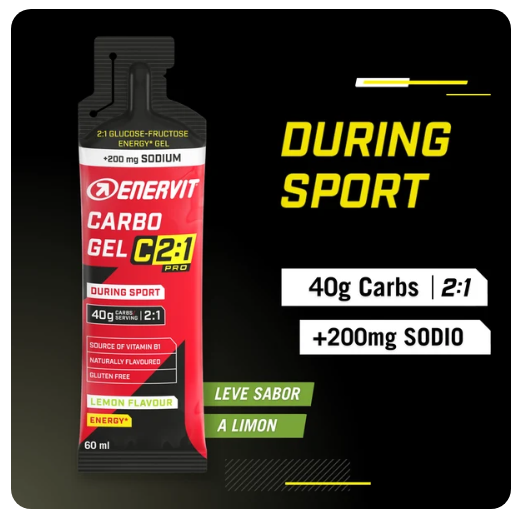 2:1 GLUCOSE-FRUCTOSE
ENERGY* GEL
+200 mg SODIUM
ENERVIT
CARBO
GEL C2:1
PRO
DURING SPORT
40g CARBS/SERVING | 2:1
SOURCE OF VITAMIN B1
NATURALLY FLAVOURED
GLUTEN FREE
LEMON FLAVOUR
ENERGY*
60 ml
DURING
SPORT
40g Carbs | 2:1
+200mg SODIO
LEVE SABOR
A LIMON